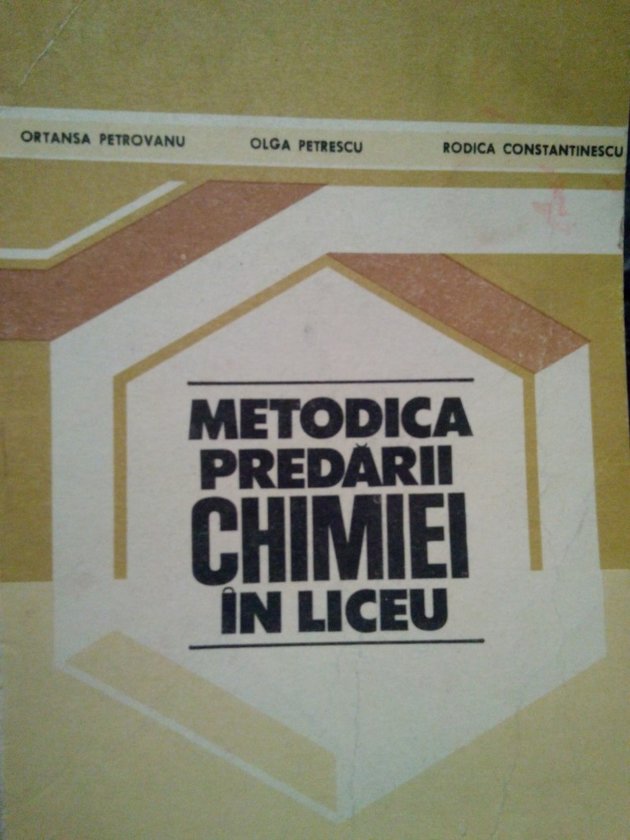 ORTANSA PETROVANU OLGA PETRESCU RODICA CONSTANTINESCU
METODICA
PREDĂRII
CHIMIEI
ÎN LICEU